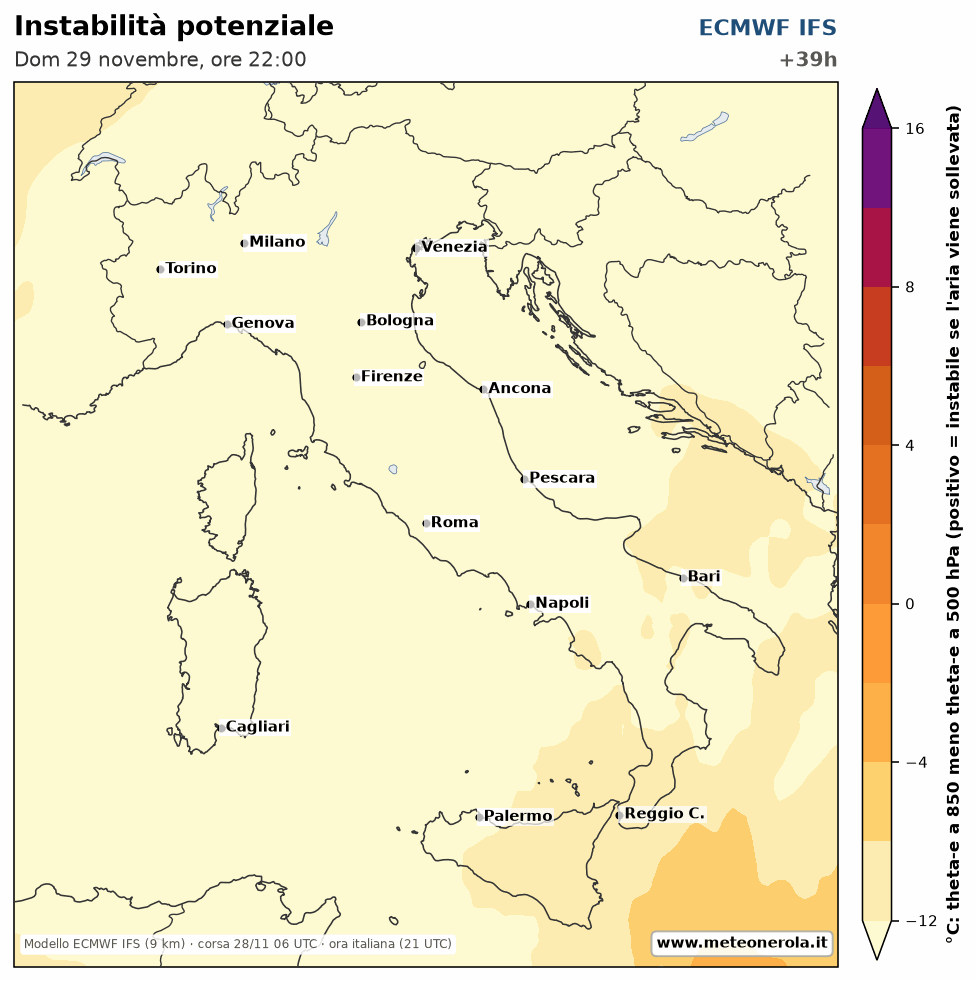 Instabilità potenziale
ECMWF IFS
Dom 29 novembre, ore 22:00
+39h
Milano
Venezia
Torino
Genova
Bologna
Firenze
Ancona
Pescara
Roma
Bari
Napoli
Cagliari
Palermo
Reggio C.
16
8
4
0
−4
−12
°C: theta-e a 850 meno theta-e a 500 hPa (positivo = instabile se l'aria viene sollevata)
Modello ECMWF IFS (9 km) · corsa 28/11 06 UTC · ora italiana (21 UTC)
www.meteonerola.it